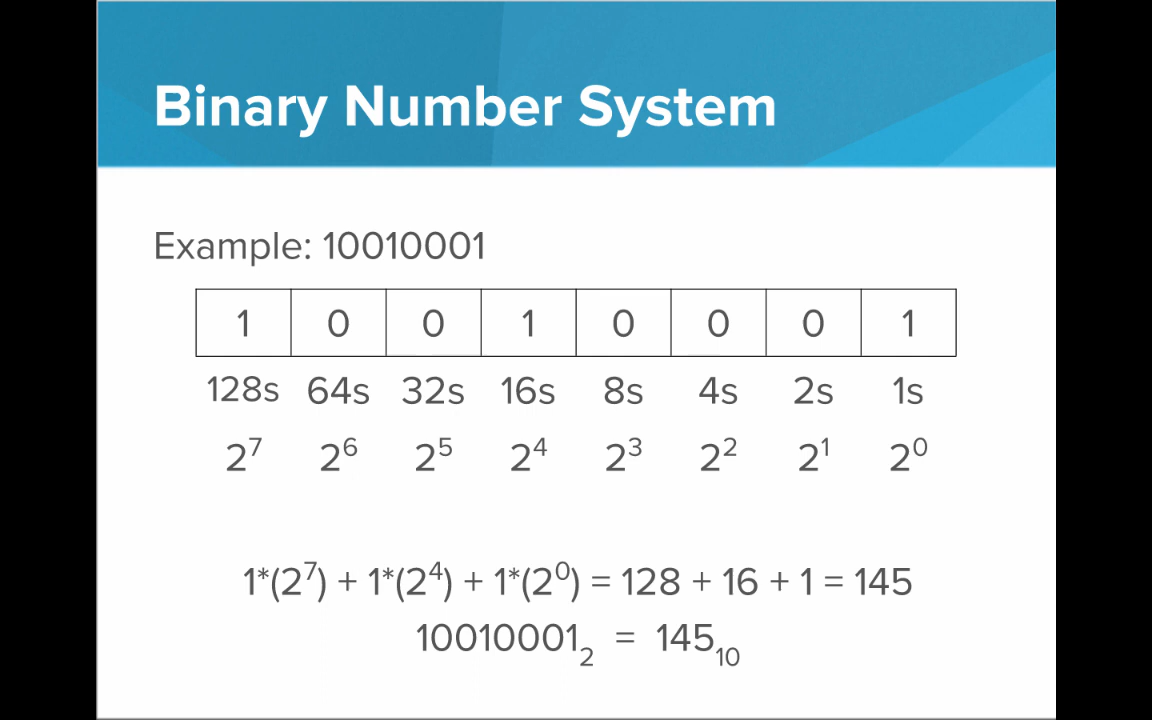 Binary Number System
Example: 10010001
1 0 0 1 0 0 0 1
128s 64s 32s 16s 8s 4s 2s 1s
2⁷ 2⁶ 2⁵ 2⁴ 2³ 2² 2¹ 2⁰
1*(2⁷) + 1*(2⁴) + 1*(2⁰) = 128 + 16 + 1 = 145
10010001₂ = 145₁₀